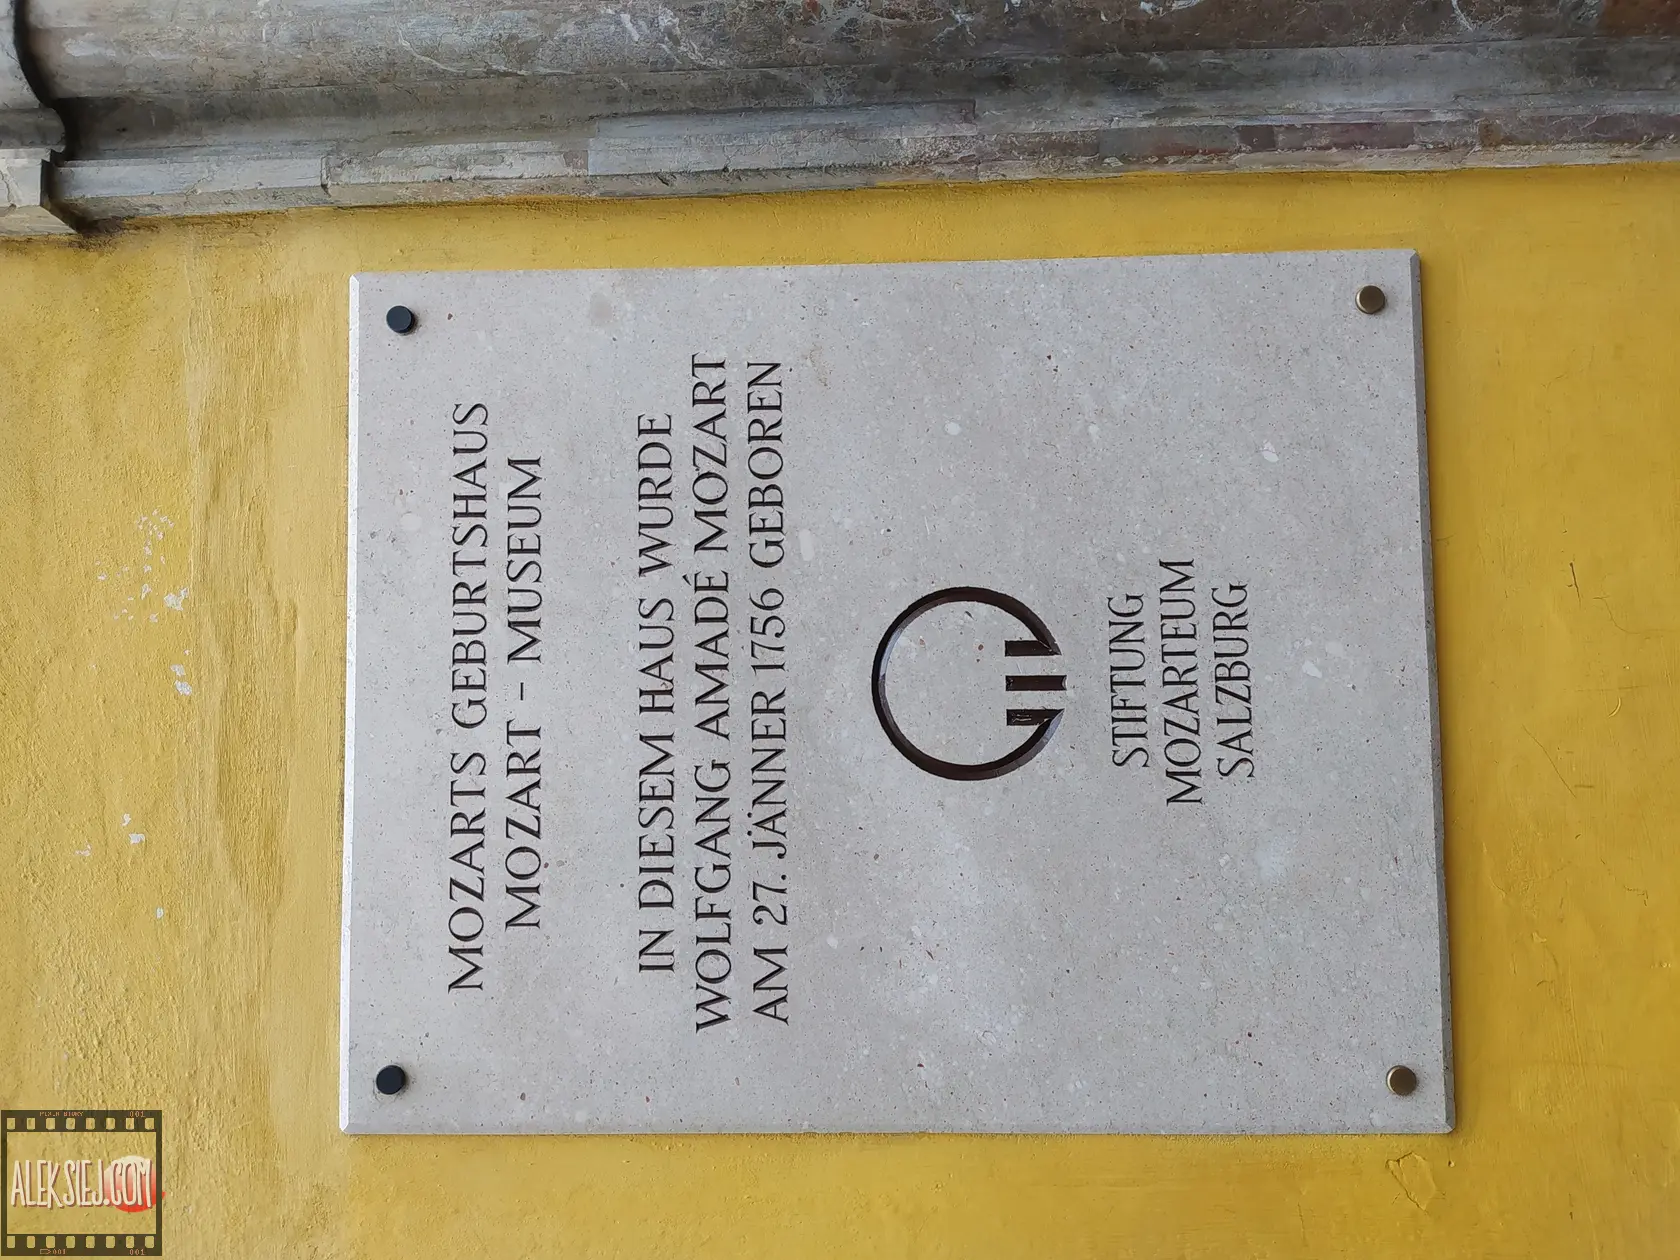 MOZARTS GEBURTSHAUS
MOZART - MUSEUM
IN DIESEM HAUS WURDE
WOLFGANG AMADÉ MOZART
AM 27. JÄNNER 1756 GEBOREN
STIFTUNG
MOZARTEUM
SALZBURG
ALEKSIEJ.COM